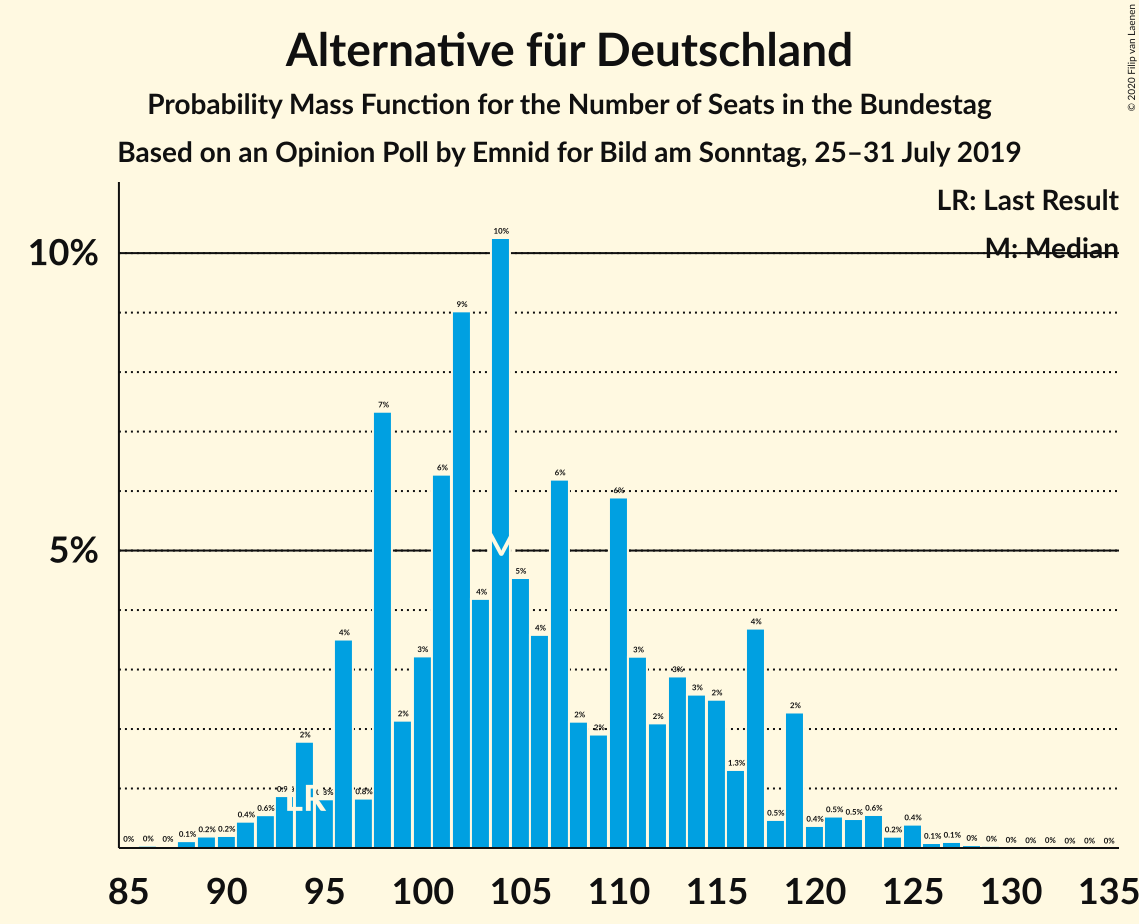 Alternative für Deutschland
Probability Mass Function for the Number of Seats in the Bundestag
Based on an Opinion Poll by Emnid for Bild am Sonntag, 25–31 July 2019
© 2020 Filip van Laenen
LR: Last Result
M: Median
10%
5%
0% 0% 0% 0.1% 0.2% 0.2% 0.4% 0.6% 2% 4% 0.8% 7% 2% 3% 6% 9% 4% 10% 5% 4% 6% 2% 2% 6% 3% 2% 3% 3% 2% 1.3% 4% 0.5% 2% 0.4% 0.5% 0.5% 0.6% 0.2% 0.4% 0.1% 0.1% 0% 0% 0% 0% 0% 0% 0% 0%
LR
85 90 95 100 105 110 115 120 125 130 135